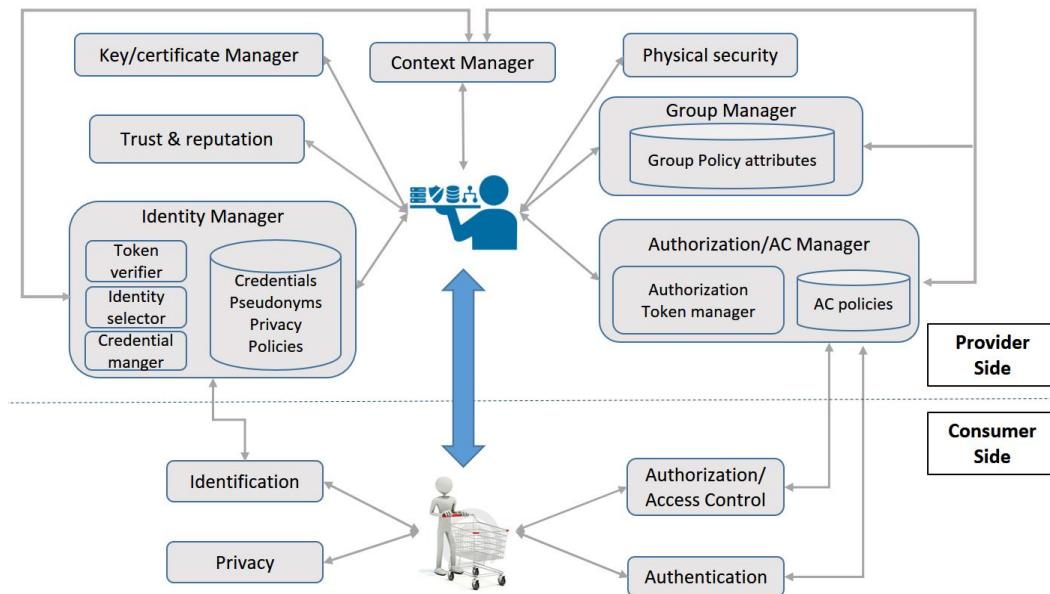 Key/certificate Manager
Context Manager
Physical security
Trust & reputation
Group Manager
Group Policy attributes
Identity Manager
Token
verifier
Identity
selector
Credential
manger
Credentials
Pseudonyms
Privacy
Policies
Authorization/AC Manager
Authorization
Token manager
AC policies
Provider
Side
Consumer
Side
Identification
Privacy
Authorization/
Access Control
Authentication